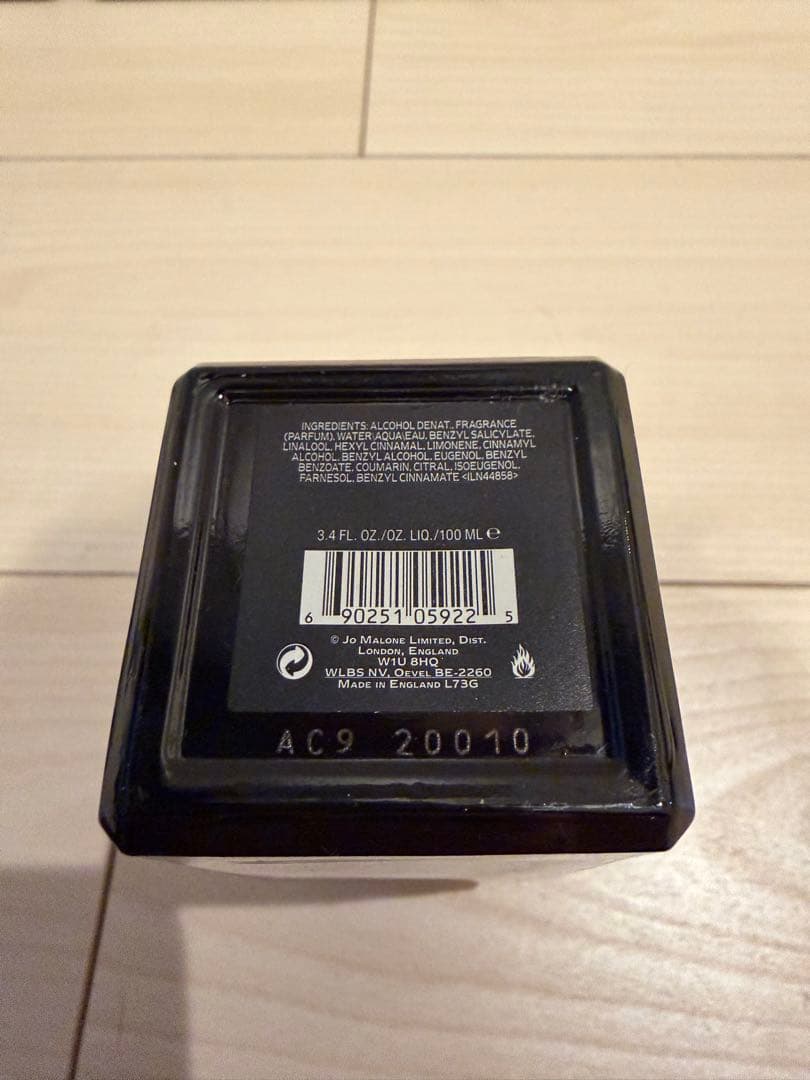 INGREDIENTS: ALCOHOL DENAT., FRAGRANCE
(PARFUM), WATER\AQUA\EAU, BENZYL SALICYLATE,
LINALOOL, HEXYL CINNAMAL, LIMONENE, CINNAMYL
ALCOHOL, BENZYL ALCOHOL, EUGENOL, BENZYL
BENZOATE, COUMARIN, CITRAL, ISOEUGENOL,
FARNESOL, BENZYL CINNAMATE <ILN44858>
3.4 FL. OZ./OZ. LIQ./100 ML ℮
6 90251 05922 5
© JO MALONE LIMITED, DIST.
LONDON, ENGLAND
W1U 8HQ
WLBS NV, OEVEL BE-2260
MADE IN ENGLAND L73G
AC9 20010